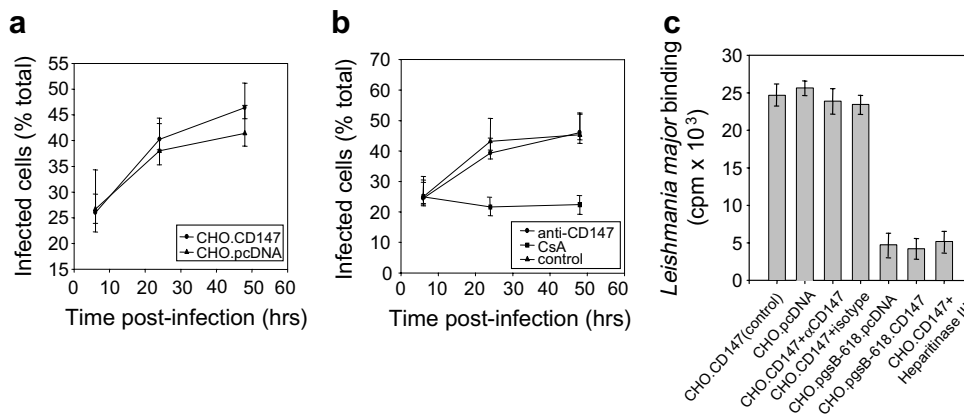 a
Infected cells (% total)
55
50
45
40
35
30
25
20
15
0 10 20 30 40 50 60
Time post-infection (hrs)
CHO.CD147
CHO.pcDNA
b
Infected cells (% total)
70
60
50
40
30
20
10
0
0 10 20 30 40 50 60
Time post-infection (hrs)
anti-CD147
CsA
control
c
Leishmania major binding
(cpm x 10³)
30
25
20
15
10
5
0
CHO.CD147(control)
CHO.pcDNA
CHO.CD147+αCD147
CHO.CD147+isotype
CHO.pgsB-618.pcDNA
CHO.pgsB-618.CD147
CHO.CD147+
Heparitinase II/